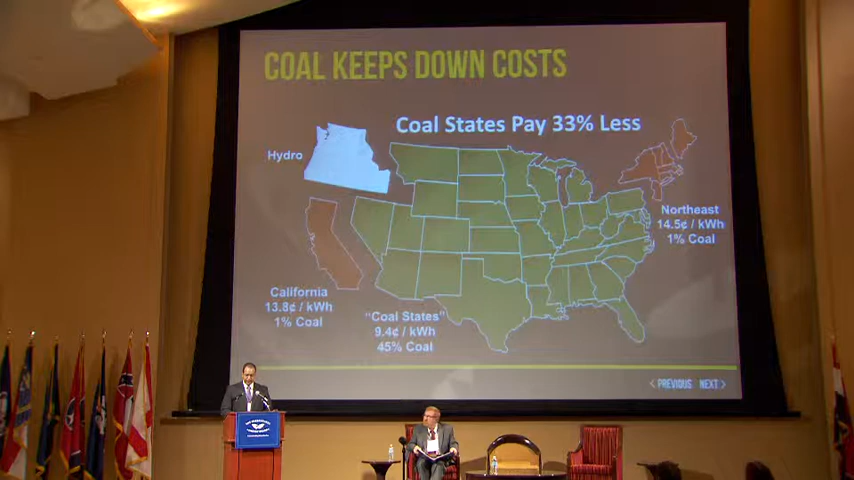 COAL KEEPS DOWN COSTS
Coal States Pay 33% Less
Hydro
Northeast
14.5¢ / kWh
1% Coal
California
13.8¢ / kWh
1% Coal
"Coal States"
9.4¢ / kWh
45% Coal
< PREVIOUS NEXT >